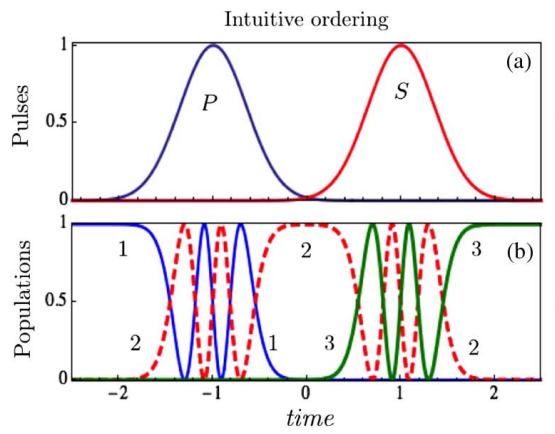 Intuitive ordering
1
0.5
0
Pulses
P
S
(a)
1
0.5
0
Populations
1
2
3
(b)
2
1
3
2
−2
−1
0
1
2
time